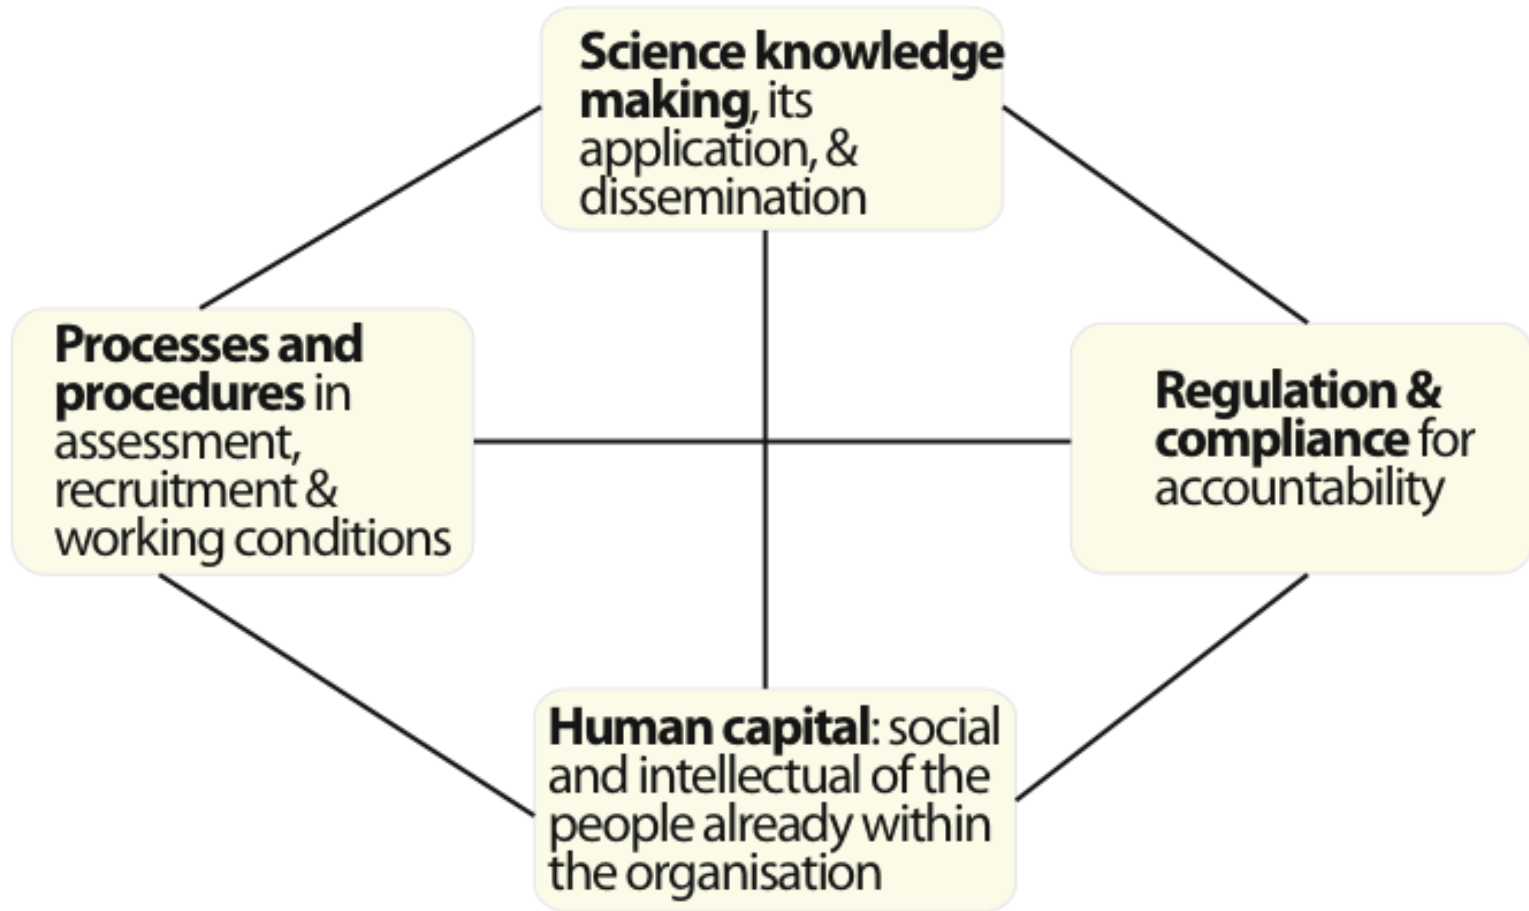 Science knowledge
making, its
application, &
dissemination
Processes and
procedures in
assessment,
recruitment &
working conditions
Regulation &
compliance for
accountability
Human capital: social
and intellectual of the
people already within
the organisation